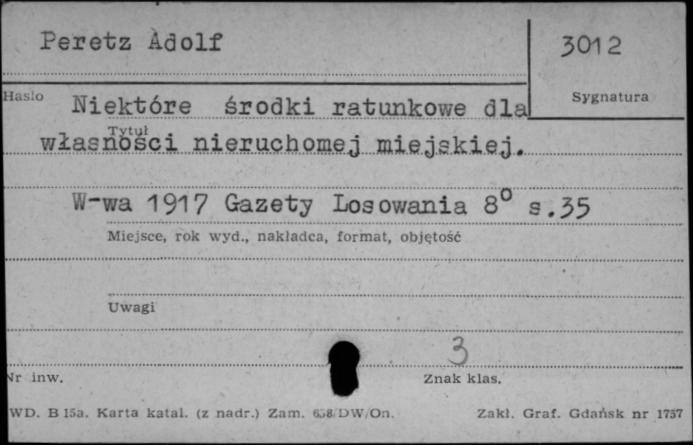 Peretz Adolf
3012
Hasło
Sygnatura
Niektóre środki ratunkowe dla
Tytuł
własności nieruchomej miejskiej.
W-wa 1917 Gazety Losowania 8° s.35
Miejsce, rok wyd., nakładca, format, objętość
Uwagi
3
Nr inw.
Znak klas.
WD. B 15a. Karta katal. (z nadr.) Zam. DW/On.
Zakł. Graf. Gdańsk nr 1757